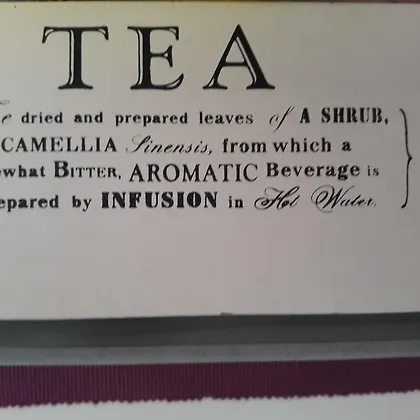 TEA
e dried and prepared leaves of A SHRUB,
CAMELLIA Sinensis, from which a
what BITTER, AROMATIC Beverage is
epared by INFUSION in Hot Water.